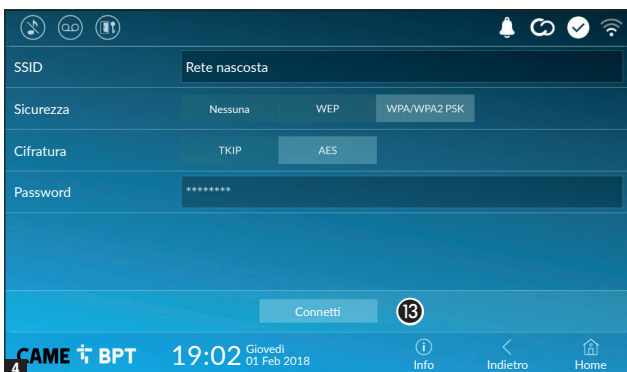 SSID Rete nascosta
Sicurezza Nessuna WEP WPA/WPA2 PSK
Cifratura TKIP AES
Password ********
Connetti 13
CAME BPT 19:02 Giovedì 01 Feb 2018 Info Indietro Home
4